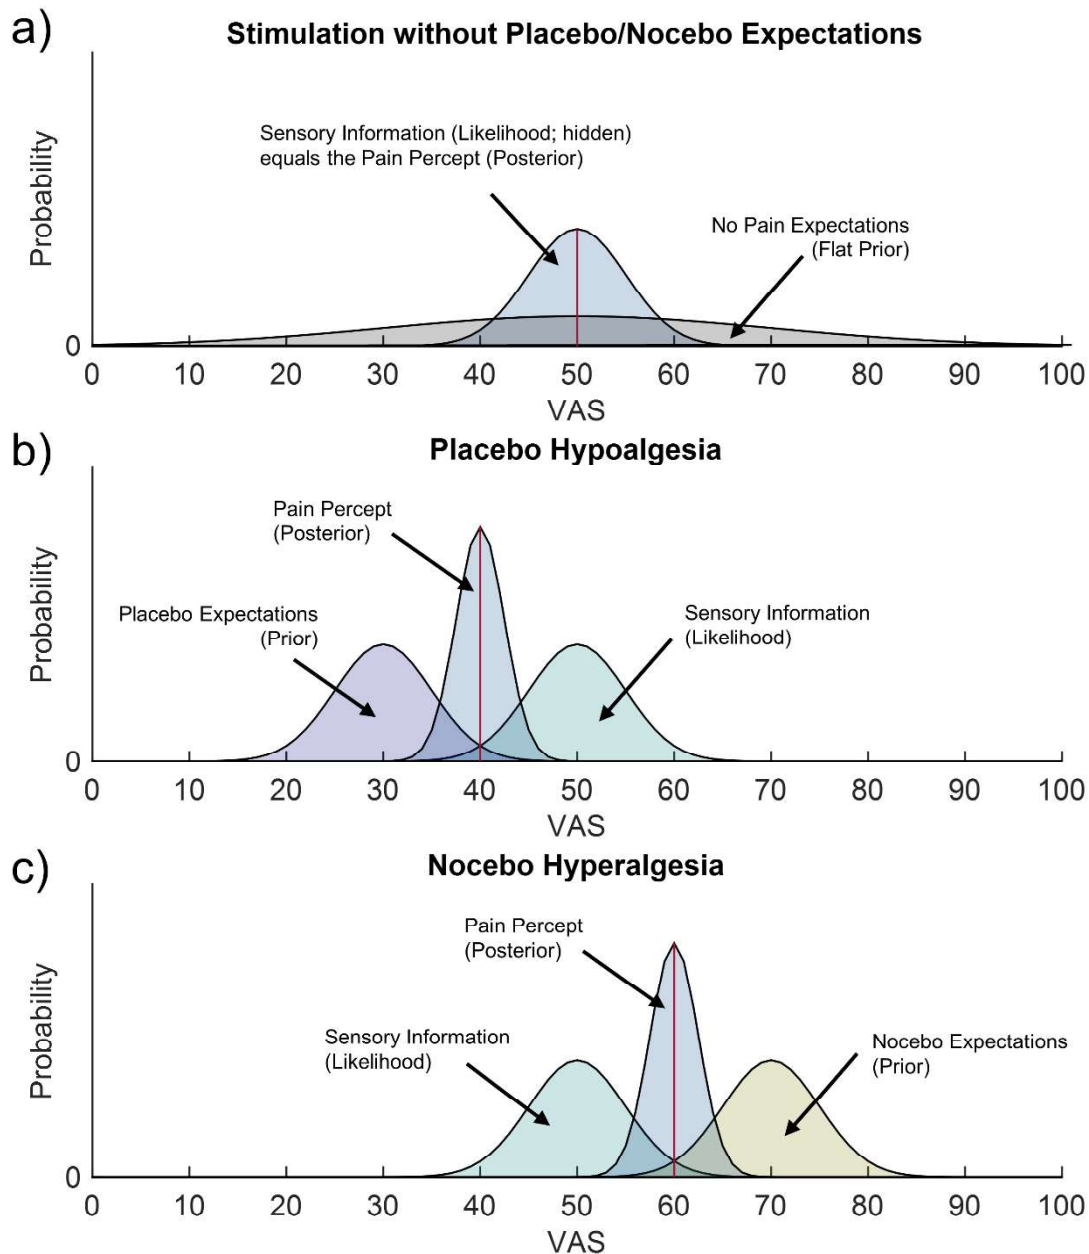 a)
Stimulation without Placebo/Nocebo Expectations
Probability
Sensory Information (Likelihood; hidden)
equals the Pain Percept (Posterior)
No Pain Expectations
(Flat Prior)
0
0 10 20 30 40 50 60 70 80 90 100
VAS
b)
Placebo Hypoalgesia
Probability
Pain Percept
(Posterior)
Placebo Expectations
(Prior)
Sensory Information
(Likelihood)
0
0 10 20 30 40 50 60 70 80 90 100
VAS
c)
Nocebo Hyperalgesia
Probability
Pain Percept
(Posterior)
Sensory Information
(Likelihood)
Nocebo Expectations
(Prior)
0
0 10 20 30 40 50 60 70 80 90 100
VAS